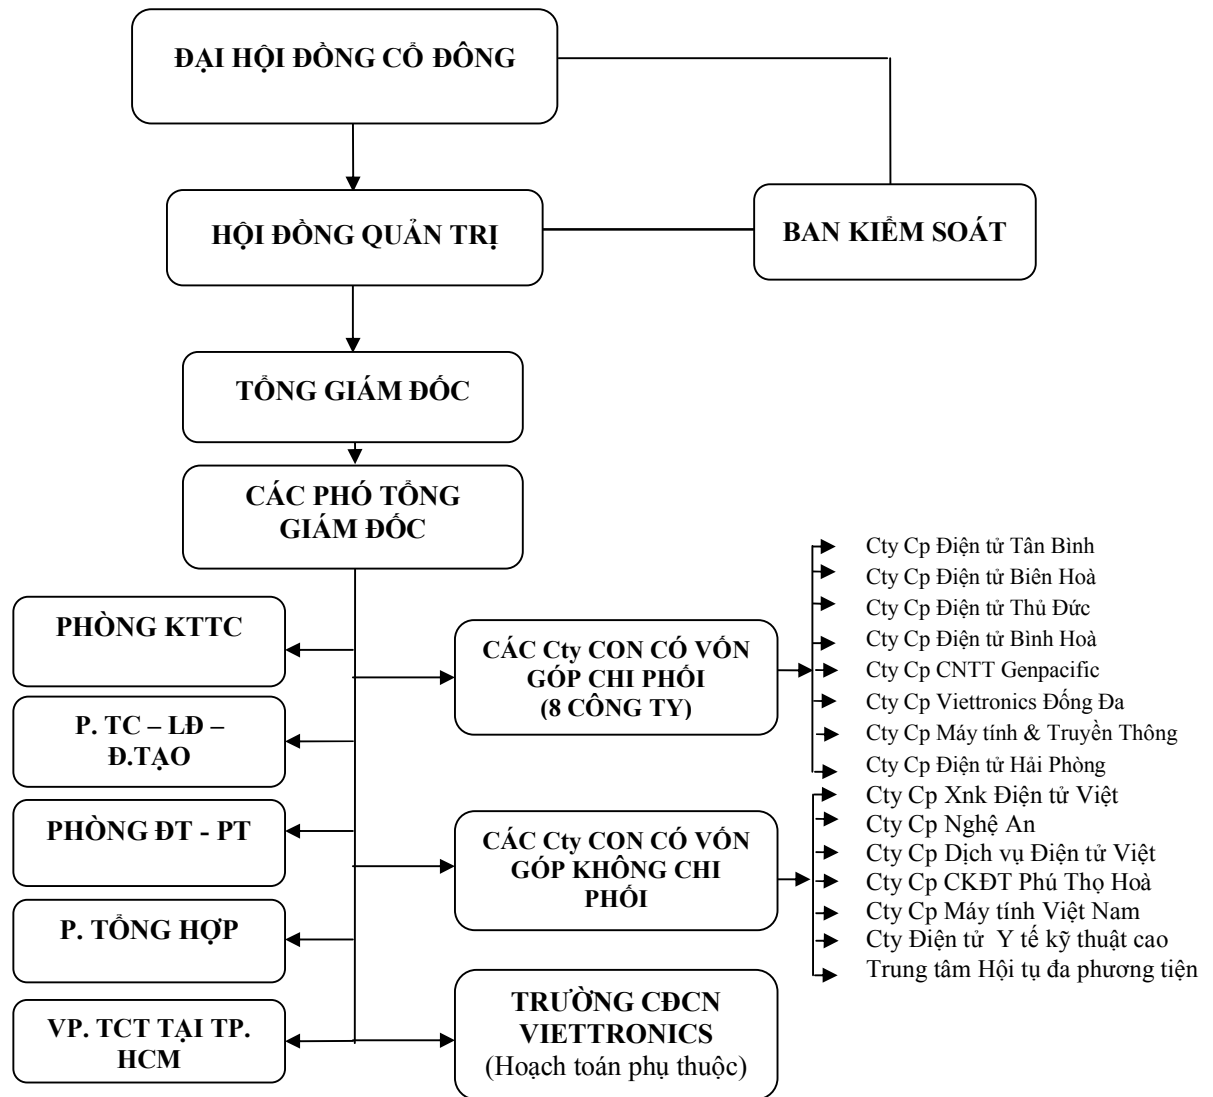 ĐẠI HỘI ĐỒNG CỔ ĐÔNG
HỘI ĐỒNG QUẢN TRỊ
BAN KIỂM SOÁT
TỔNG GIÁM ĐỐC
CÁC PHÓ TỔNG
GIÁM ĐỐC
PHÒNG KTTC
P. TC – LĐ –
Đ.TẠO
PHÒNG ĐT - PT
P. TỔNG HỢP
VP. TCT TẠI TP.
HCM
CÁC Cty CON CÓ VỐN
GÓP CHI PHỐI
(8 CÔNG TY)
CÁC Cty CON CÓ VỐN
GÓP KHÔNG CHI
PHỐI
TRƯỜNG CĐCN
VIETTRONICS
(Hoạch toán phụ thuộc)
Cty Cp Điện tử Tân Bình
Cty Cp Điện tử Biên Hoà
Cty Cp Điện tử Thủ Đức
Cty Cp Điện tử Bình Hoà
Cty Cp CNTT Genpacific
Cty Cp Viettronics Đống Đa
Cty Cp Máy tính & Truyền Thông
Cty Cp Điện tử Hải Phòng
Cty Cp Xnk Điện tử Việt
Cty Cp Nghệ An
Cty Cp Dịch vụ Điện tử Việt
Cty Cp CKĐT Phú Thọ Hoà
Cty Cp Máy tính Việt Nam
Cty Điện tử Y tế kỹ thuật cao
Trung tâm Hội tụ đa phương tiện